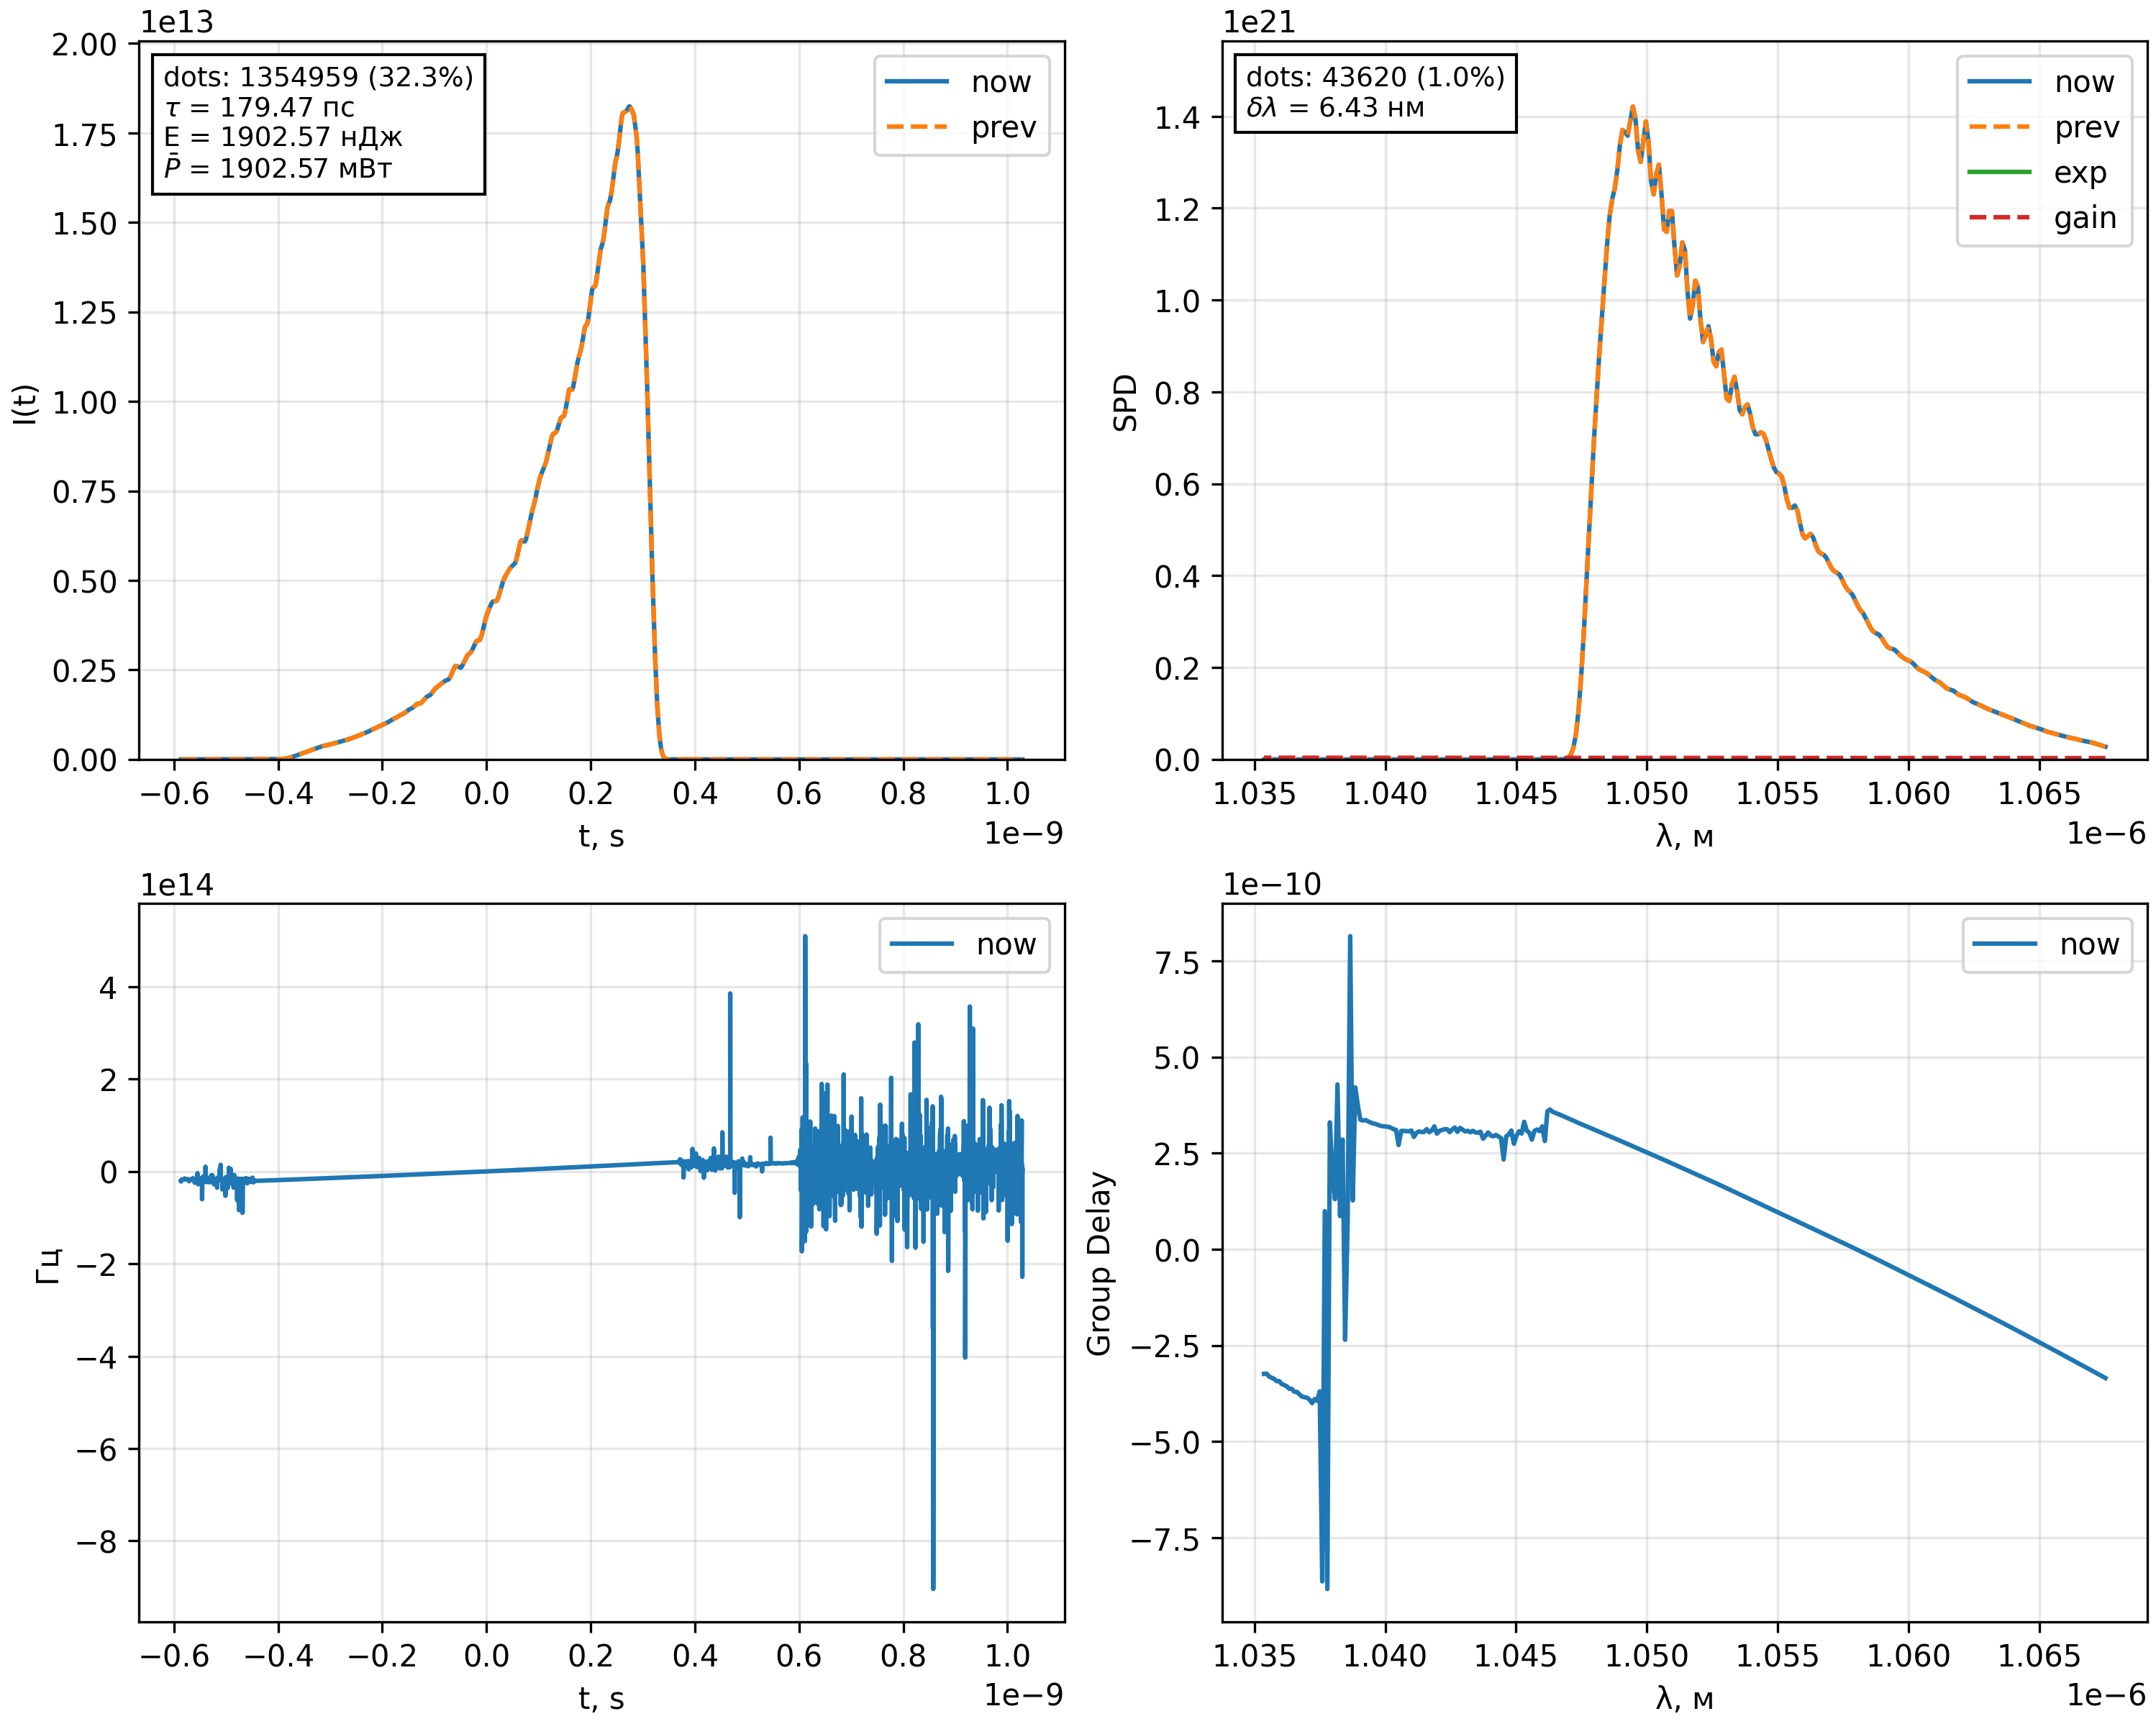 1e13
2.00
1.75
1.50
1.25
1.00
0.75
0.50
0.25
0.00
I(t)
dots: 1354959 (32.3%)
τ = 179.47 пс
E = 1902.57 нДж
P̄ = 1902.57 мВт
now
prev
−0.6 −0.4 −0.2 0.0 0.2 0.4 0.6 0.8 1.0
t, s
1e−9
1e21
1.4
1.2
1.0
0.8
0.6
0.4
0.2
0.0
SPD
dots: 43620 (1.0%)
δλ = 6.43 нм
now
prev
exp
gain
1.035 1.040 1.045 1.050 1.055 1.060 1.065
λ, м
1e−6
1e14
4
2
0
−2
−4
−6
−8
Гц
now
−0.6 −0.4 −0.2 0.0 0.2 0.4 0.6 0.8 1.0
t, s
1e−9
1e−10
7.5
5.0
2.5
0.0
−2.5
−5.0
−7.5
Group Delay
now
1.035 1.040 1.045 1.050 1.055 1.060 1.065
λ, м
1e−6